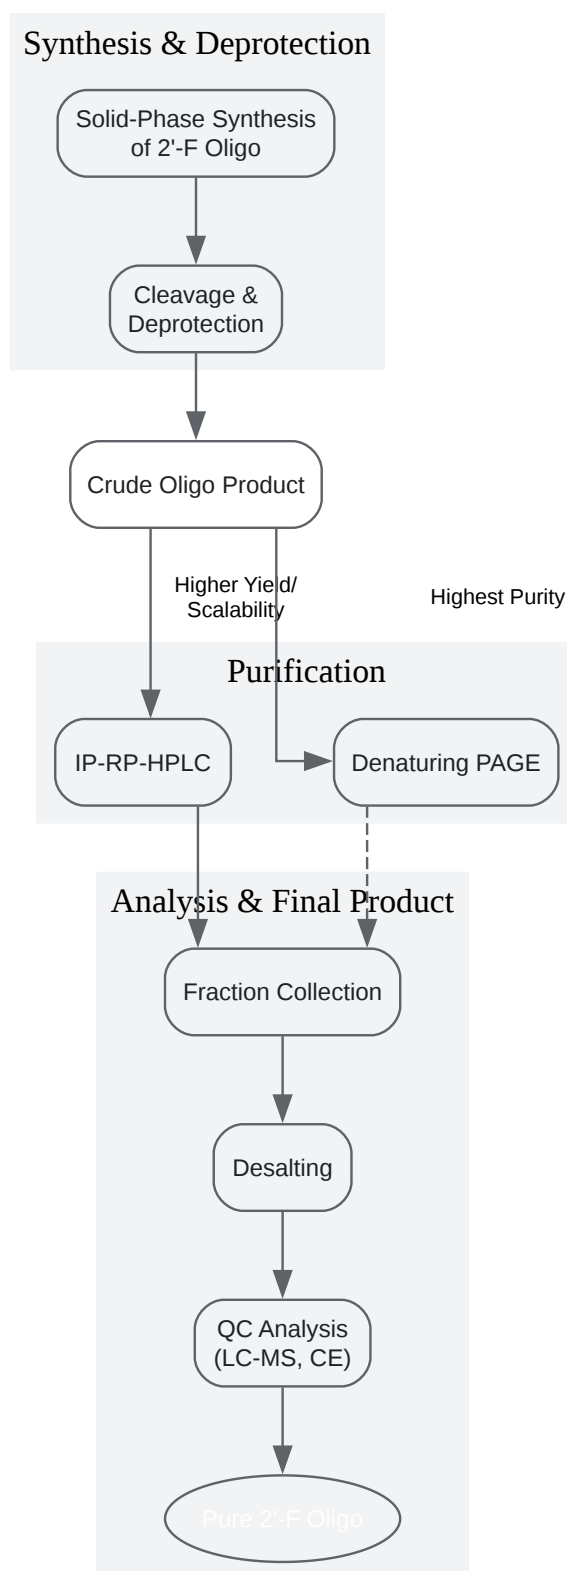 Synthesis & Deprotection
Solid-Phase Synthesis
of 2'-F Oligo
Cleavage &
Deprotection
Crude Oligo Product
Higher Yield/
Scalability
Highest Purity
Purification
IP-RP-HPLC
Denaturing PAGE
Analysis & Final Product
Fraction Collection
Desalting
QC Analysis
(LC-MS, CE)
Pure 2'-F Oligo